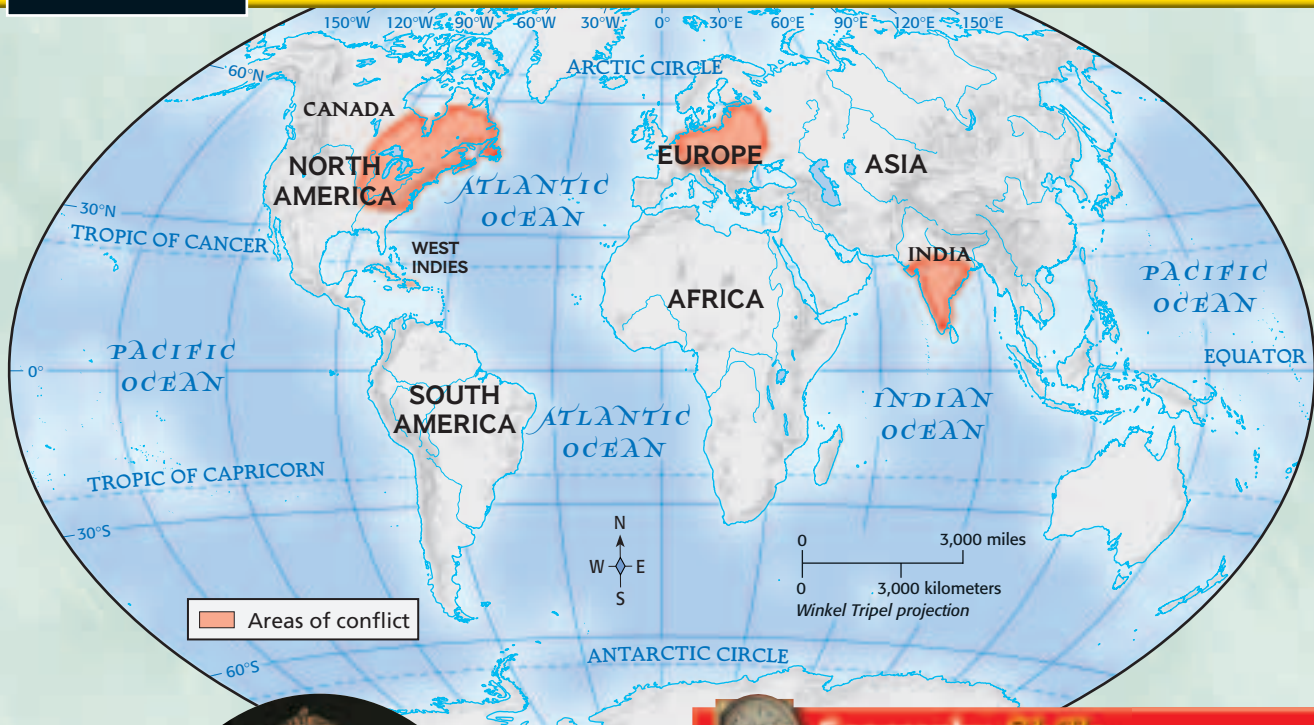 150°W 120°W 90°W 60°W 30°W 0° 30°E 60°E 90°E 120°E 150°E
60°N
ARCTIC CIRCLE
CANADA
NORTH
AMERICA
EUROPE
ASIA
ATLANTIC
OCEAN
30°N
TROPIC OF CANCER
WEST
INDIES
INDIA
PACIFIC
OCEAN
AFRICA
PACIFIC
OCEAN
0°
EQUATOR
SOUTH
AMERICA
ATLANTIC
OCEAN
INDIAN
OCEAN
TROPIC OF CAPRICORN
30°S
N
W E
S
0 3,000 miles
0 3,000 kilometers
Winkel Tripel projection
Areas of conflict
60°S
ANTARCTIC CIRCLE